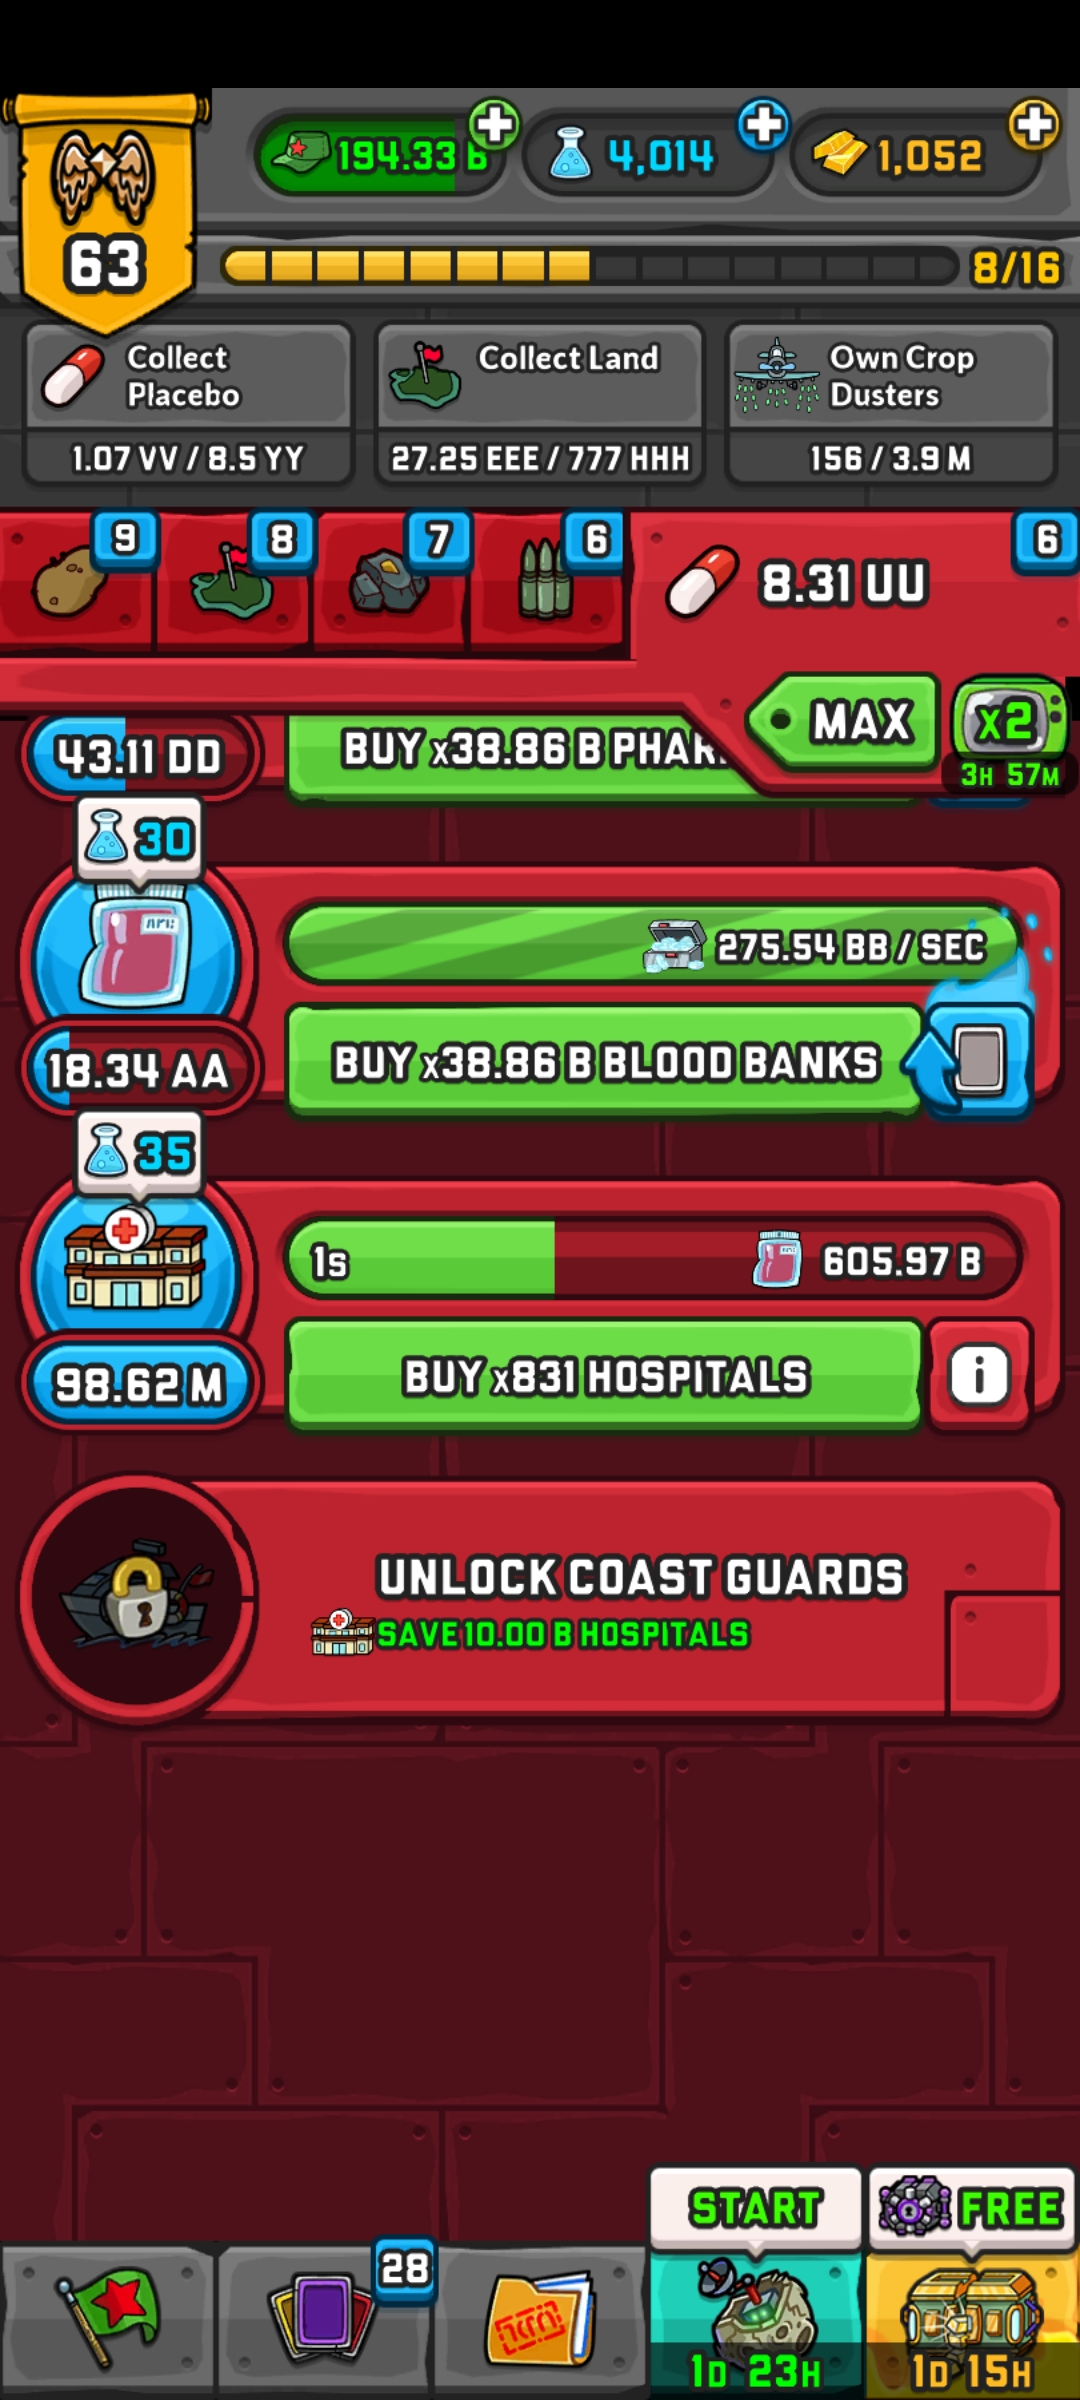 194.33 B
4,014
1,052
63
8/16
Collect
Placebo
1.07 VV / 8.5 YY
Collect Land
27.25 EEE / 777 HHH
Own Crop
Dusters
156 / 3.9 M
9
8
7
6
8.31 UU
6
MAX
x2
3H 57M
43.11 DD
BUY x38.86 B PHAR
30
275.54 BB / SEC
18.34 AA
BUY x38.86 B BLOOD BANKS
35
1s
605.97 B
98.62 M
BUY x831 HOSPITALS
i
UNLOCK COAST GUARDS
SAVE 10.00 B HOSPITALS
START
FREE
28
1D 23H
1D 15H